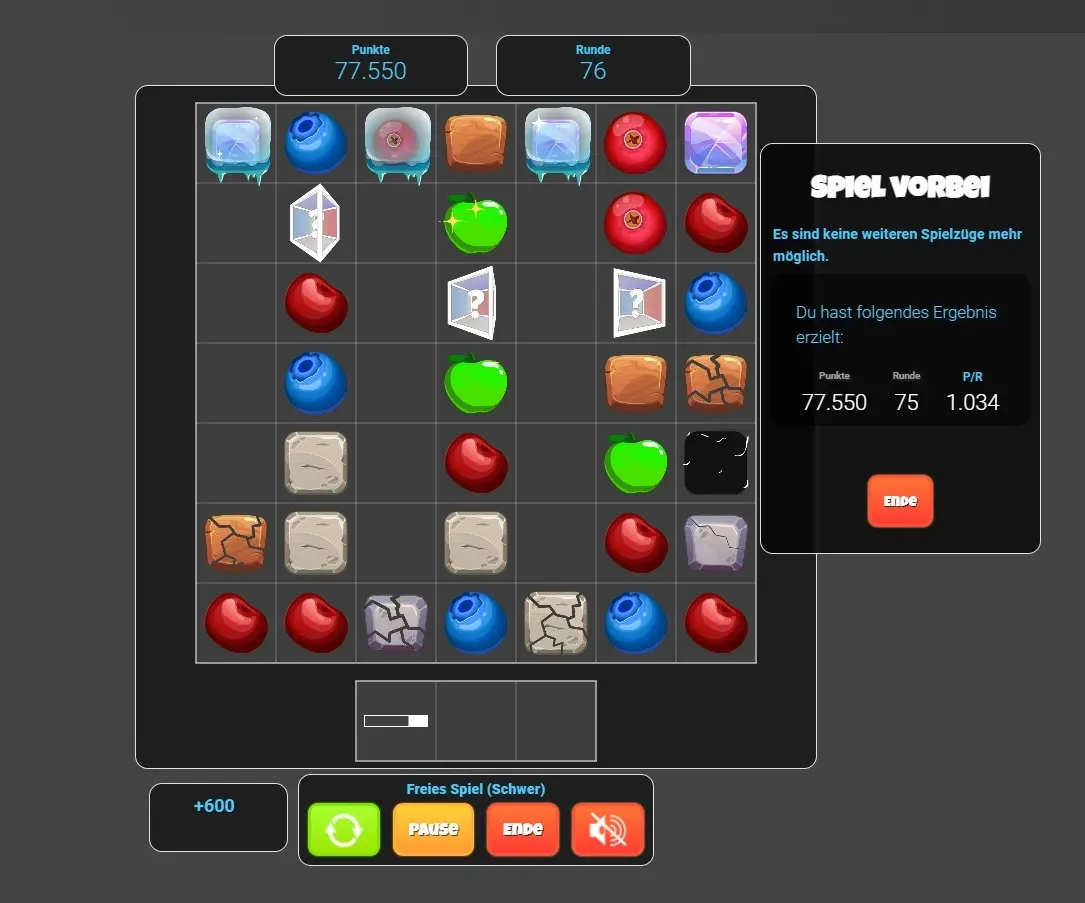 Punkte
77.550
Runde
76
?
?
?
SPIEL VORBEI
Es sind keine weiteren Spielzüge mehr
möglich.
Du hast folgendes Ergebnis
erzielt:
Punkte Runde P/R
77.550 75 1.034
ENDE
+600
Freies Spiel (Schwer)
PAUSE
ENDE